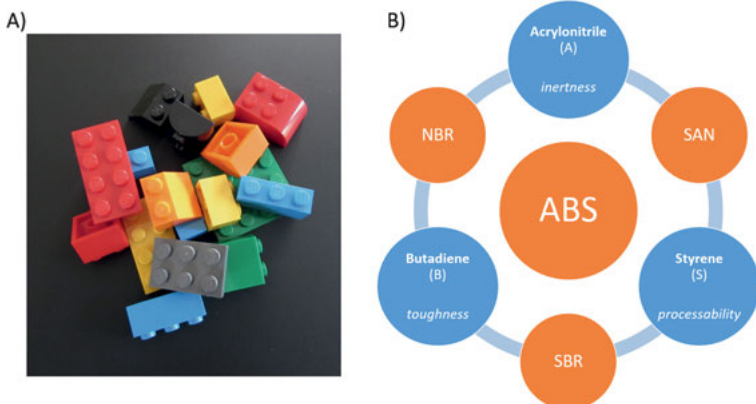 A)
B)
Acrylonitrile
(A)
inertness
NBR
SAN
ABS
Butadiene
(B)
toughness
Styrene
(S)
processability
SBR